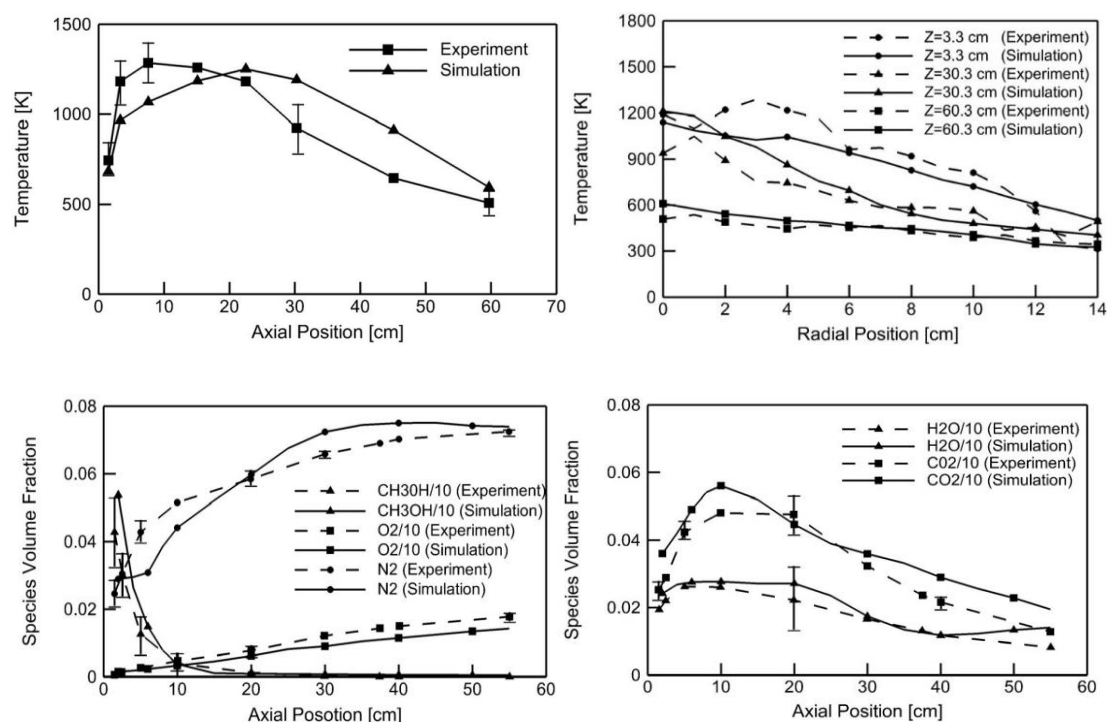 1500
1000
500
0
Temperature [K]
Experiment
Simulation
0 10 20 30 40 50 60 70
Axial Position [cm]
1800
1500
1200
900
600
300
0
Temperature [K]
Z=3.3 cm (Experiment)
Z=3.3 cm (Simulation)
Z=30.3 cm (Experiment)
Z=30.3 cm (Simulation)
Z=60.3 cm (Experiment)
Z=60.3 cm (Simulation)
0 2 4 6 8 10 12 14
Radial Position [cm]
0.08
0.06
0.04
0.02
0
Species Volume Fraction
CH30H/10 (Experiment)
CH3OH/10 (Simulation)
O2/10 (Experiment)
O2/10 (Simulation)
N2 (Experiment)
N2 (Simulation)
0 10 20 30 40 50 60
Axial Posotion [cm]
0.08
0.06
0.04
0.02
0
Species Volume Fraction
H2O/10 (Experiment)
H2O/10 (Simulation)
C02/10 (Experiment)
CO2/10 (Simulation)
0 10 20 30 40 50 60
Axial Position [cm]